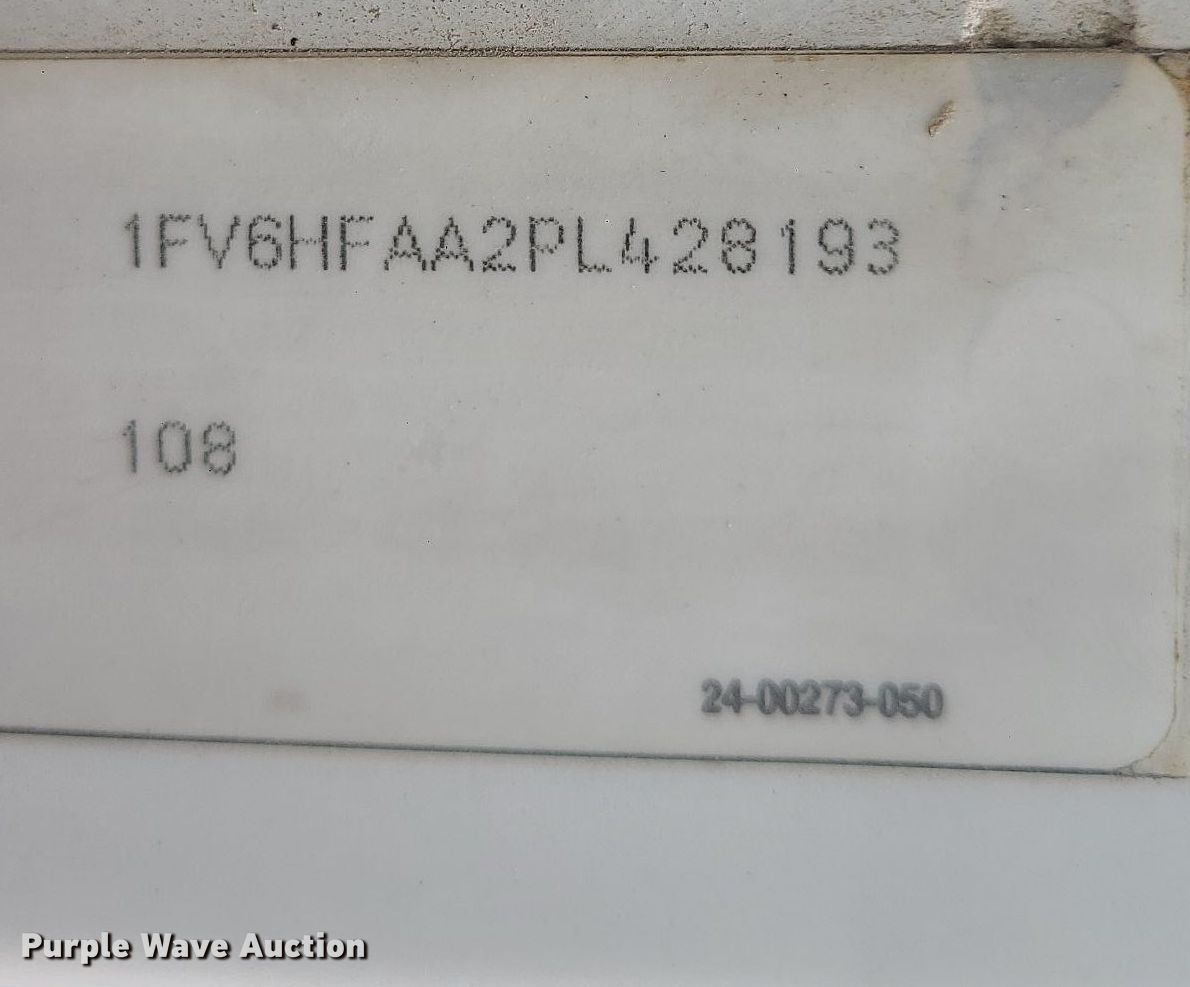 1FV6HFAA2PL428193
108
24-00273-050
Purple Wave Auction